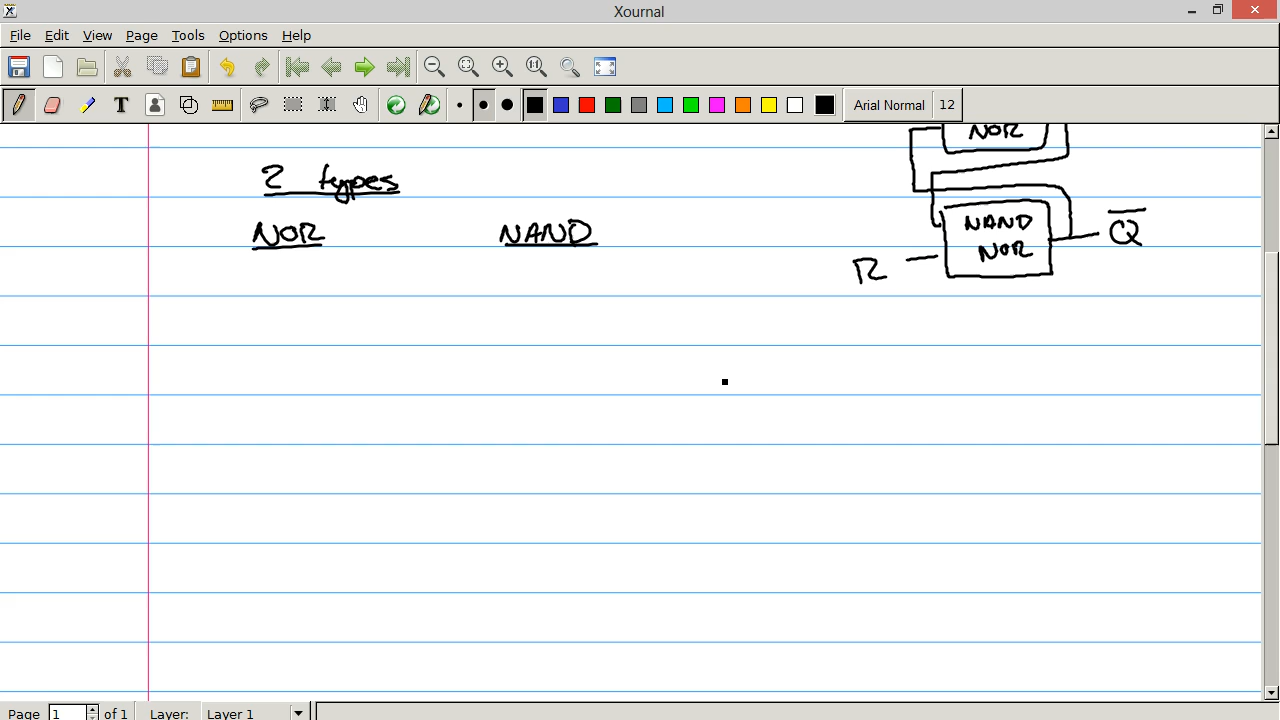 Xournal
File Edit View Page Tools Options Help
Arial Normal 12
NOR
2 types
NOR NAND
NAND
NOR
Q
R
Page 1 of 1 Layer: Layer 1